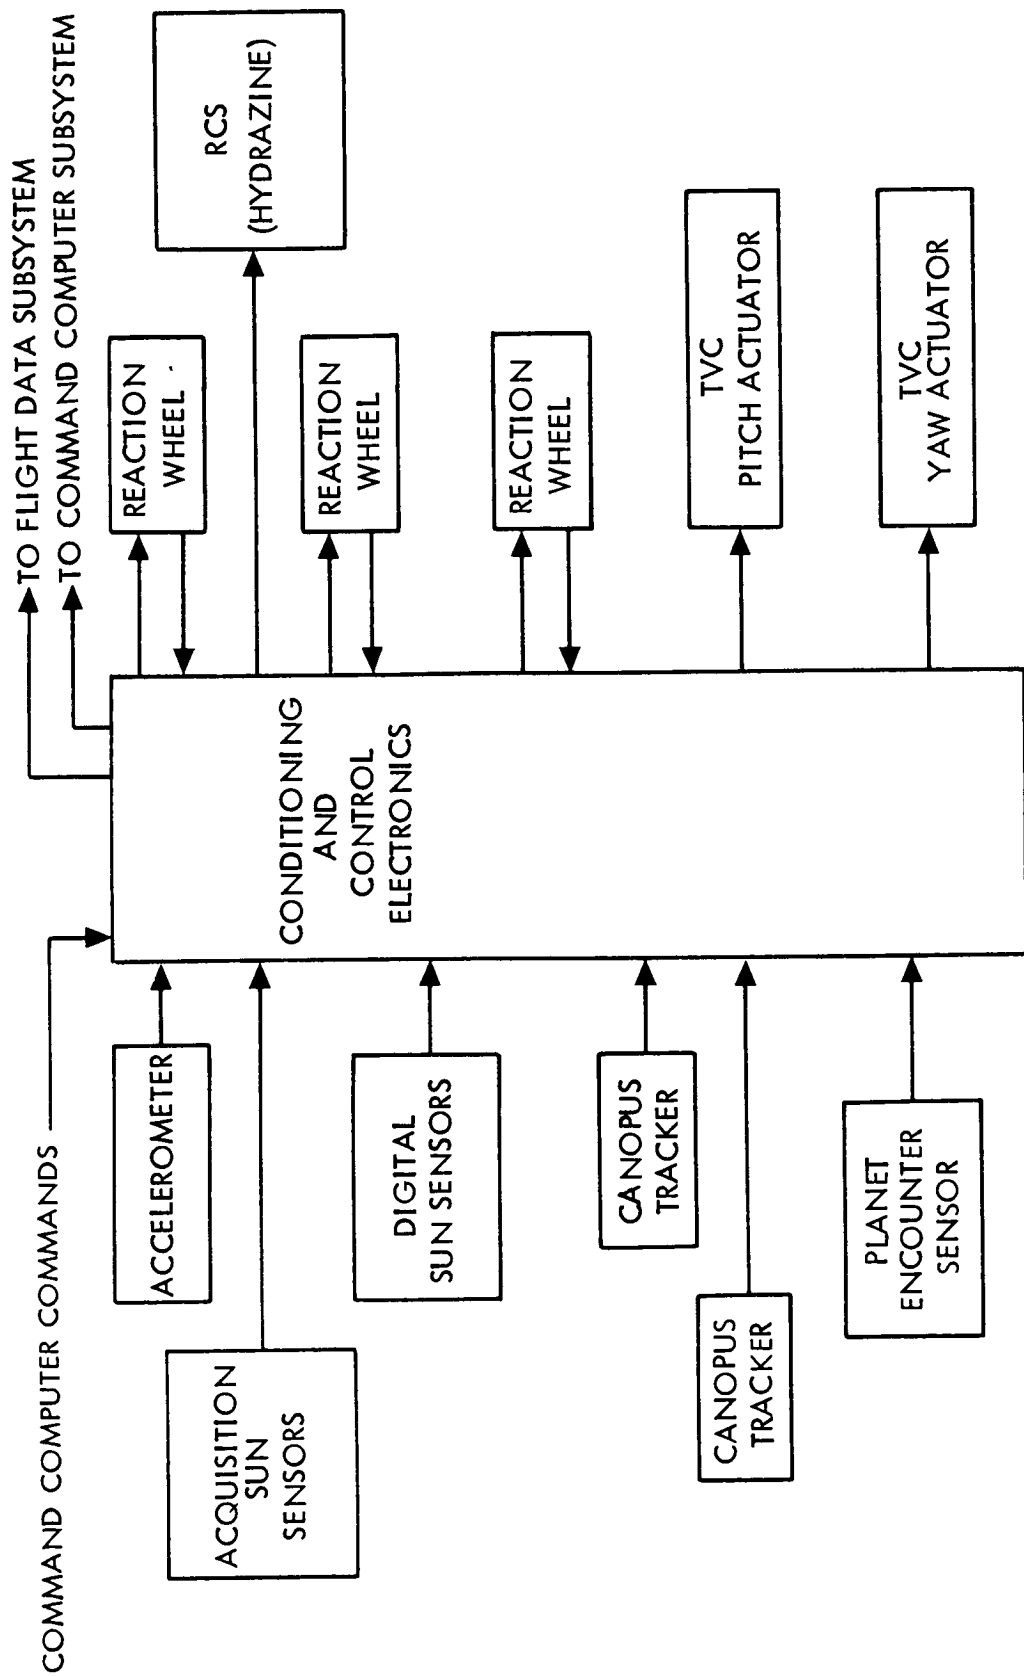 COMMAND COMPUTER COMMANDS
TO FLIGHT DATA SUBSYSTEM
TO COMMAND COMPUTER SUBSYSTEM
ACCELEROMETER
ACQUISITION
SUN
SENSORS
DIGITAL
SUN SENSORS
CANOPUS
TRACKER
CANOPUS
TRACKER
PLANET
ENCOUNTER
SENSOR
CONDITIONING
AND
CONTROL
ELECTRONICS
REACTION
WHEEL
RCS
(HYDRAZINE)
REACTION
WHEEL
REACTION
WHEEL
TVC
PITCH ACTUATOR
TVC
YAW ACTUATOR